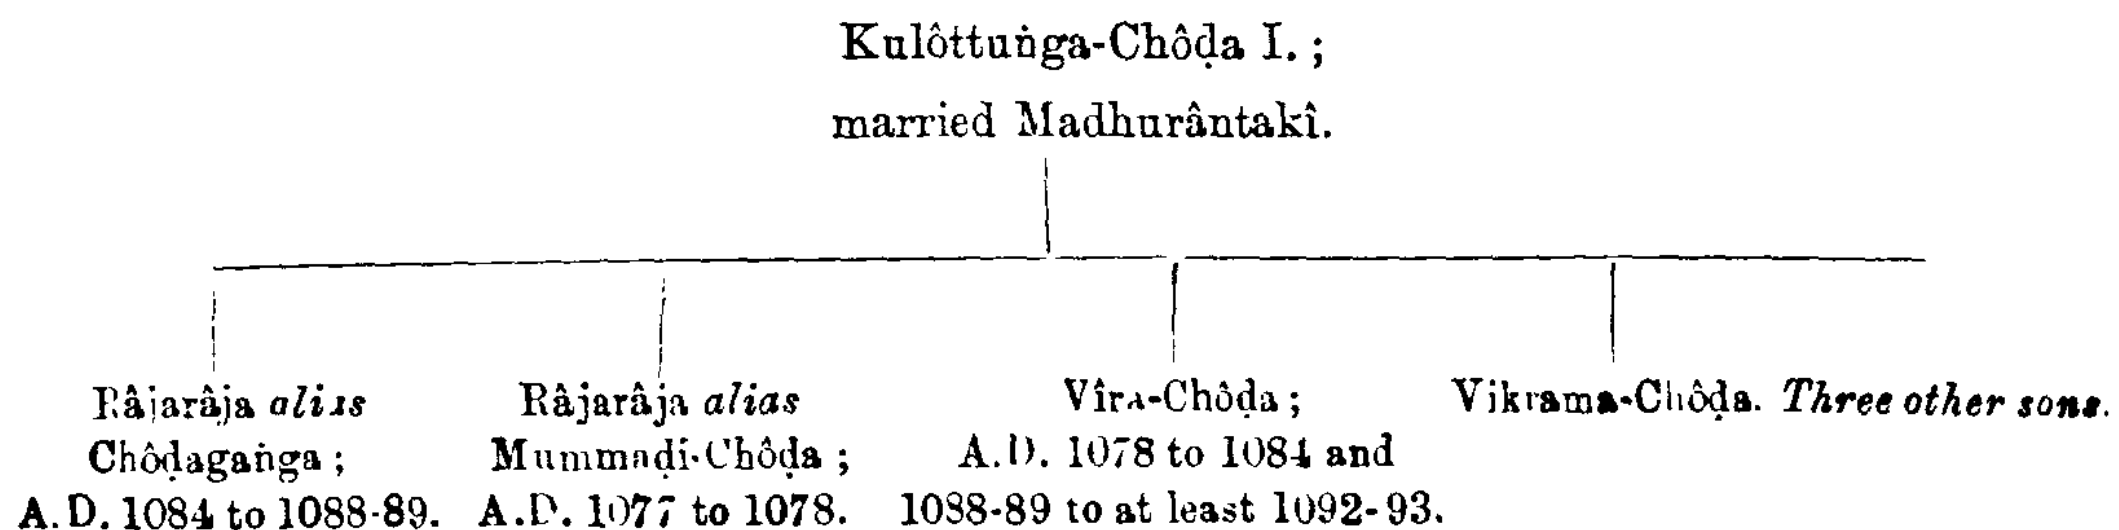 Kulôttuṅga-Chôḍa I. ;
married Madhurântakî.
Râjarâja alias
Chôḍagaṅga ;
A.D. 1084 to 1088-89.
Râjarâja alias
Mummaḍi-Chôḍa ;
A.D. 1077 to 1078.
Vîra-Chôḍa ;
A.D. 1078 to 1084 and
1088-89 to at least 1092-93.
Vikrama-Chôḍa.
Three other sons.